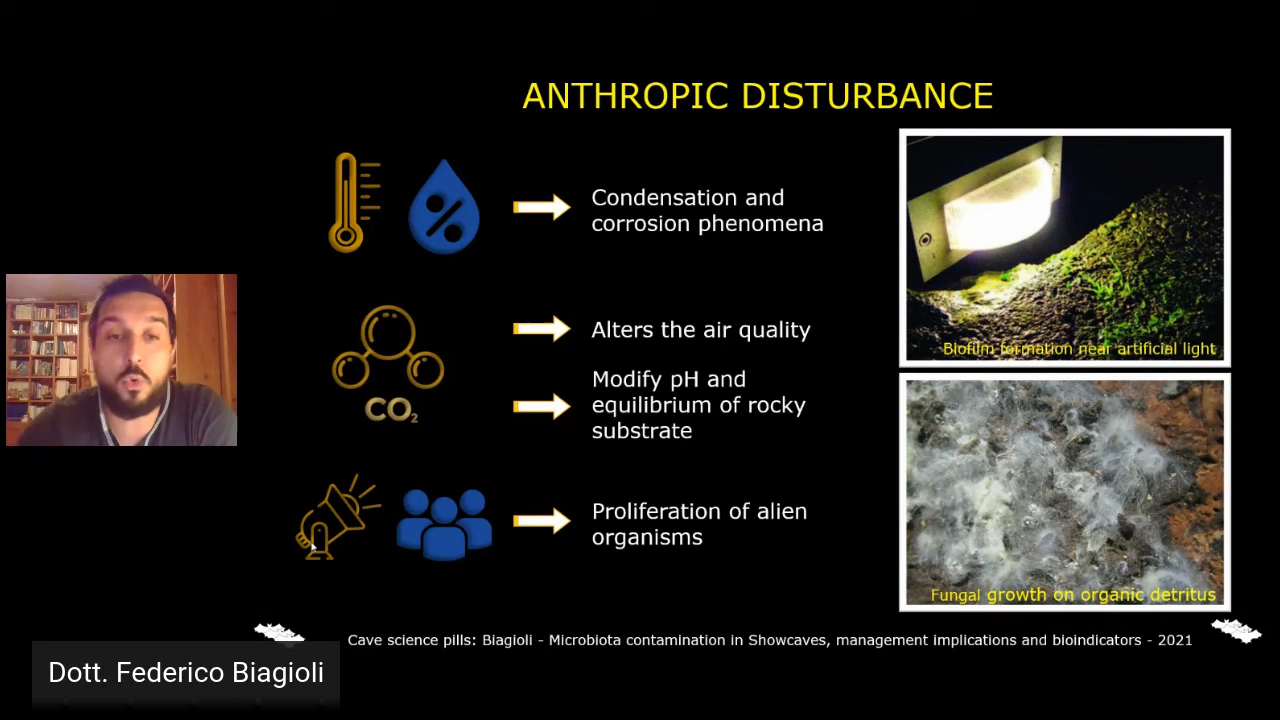 ANTHROPIC DISTURBANCE
Condensation and
corrosion phenomena
Alters the air quality
CO2
Modify pH and
equilibrium of rocky
substrate
Proliferation of alien
organisms
Biofilm formation near artificial light
Fungal growth on organic detritus
Cave science pills: Biagioli - Microbiota contamination in Showcaves, management implications and bioindicators - 2021
Dott. Federico Biagioli